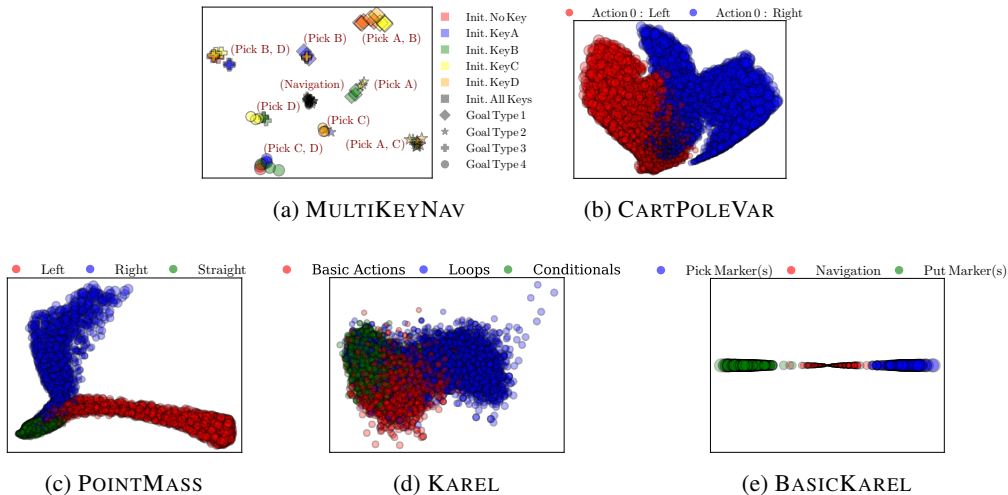 (Pick B, D)
(Pick B)
(Pick A, B)
(Navigation)
(Pick A)
(Pick D)
(Pick C)
(Pick C, D)
(Pick A, C)
Init. No Key
Init. KeyA
Init. KeyB
Init. KeyC
Init. KeyD
Init. All Keys
Goal Type 1
Goal Type 2
Goal Type 3
Goal Type 4
(a) MULTIKEYNAV
Action 0 : Left
Action 0 : Right
(b) CARTPOLEVAR
Left
Right
Straight
(c) POINTMASS
Basic Actions
Loops
Conditionals
(d) KAREL
Pick Marker(s)
Navigation
Put Marker(s)
(e) BASICKAREL